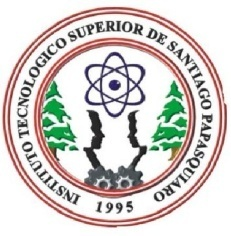 INSTITUTO TECNOLOGICO SUPERIOR DE SANTIAGO PAPASQUIARO
1995